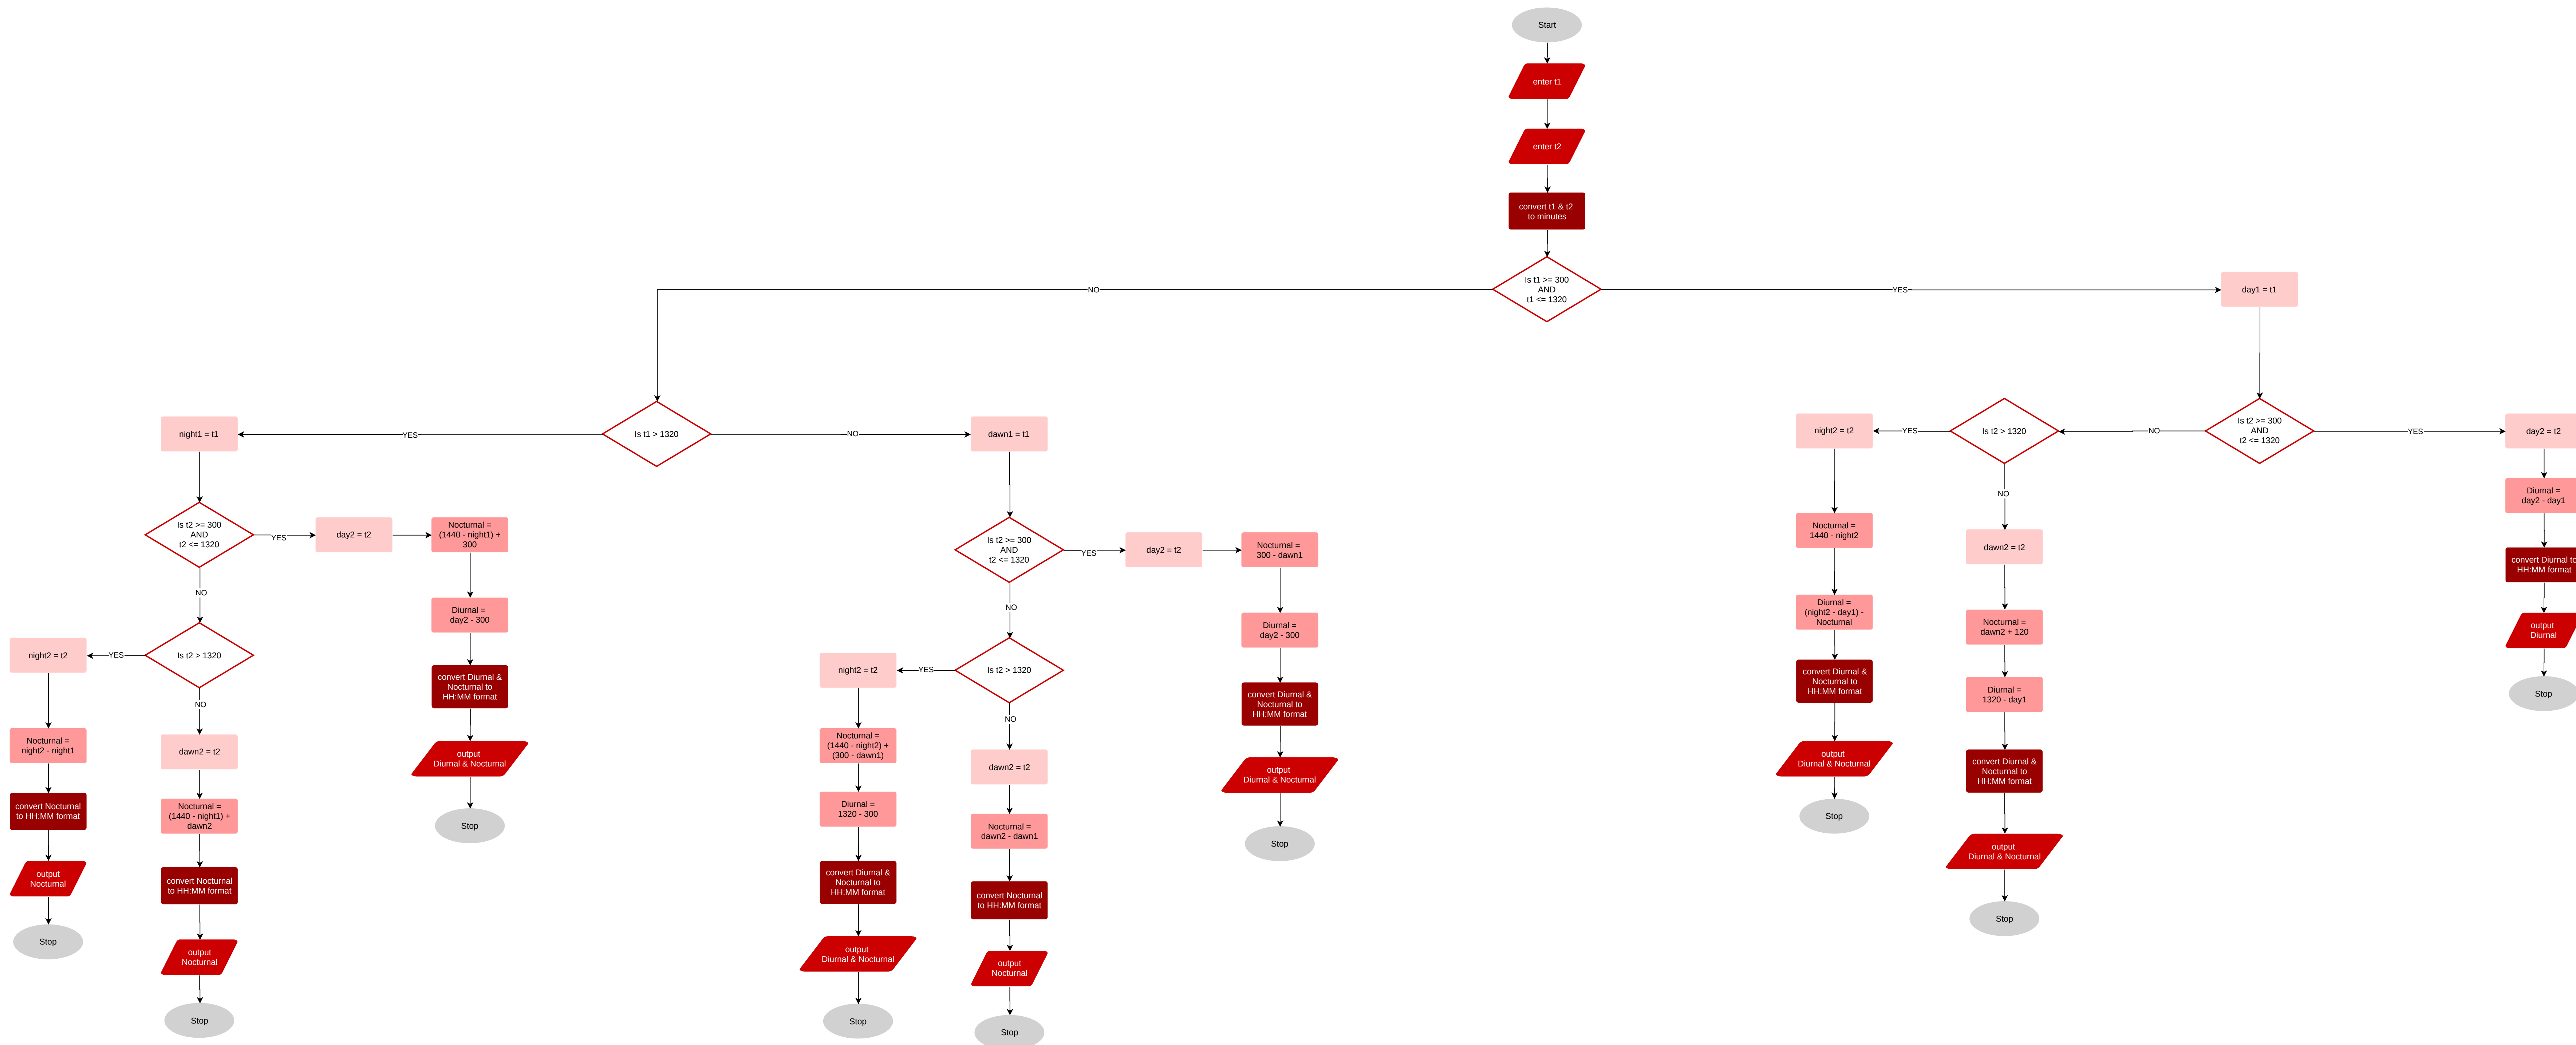 Start
enter t1
enter t2
convert t1 & t2
to minutes
Is t1 >= 300
AND
t1 <= 1320
NO
YES
day1 = t1
Is t1 > 1320
YES
NO
night1 = t1
dawn1 = t1
Is t2 >= 300
AND
t2 <= 1320
YES
day2 = t2
Nocturnal =
(1440 - night1) +
300
Diurnal =
day2 - 300
convert Diurnal &
Nocturnal to
HH:MM format
output
Diurnal & Nocturnal
Stop
NO
Is t2 > 1320
YES
night2 = t2
Nocturnal =
night2 - night1
convert Nocturnal
to HH:MM format
output
Nocturnal
Stop
NO
dawn2 = t2
Nocturnal =
(1440 - night1) +
dawn2
convert Nocturnal
to HH:MM format
output
Nocturnal
Stop
Is t2 >= 300
AND
t2 <= 1320
YES
day2 = t2
Nocturnal =
300 - dawn1
Diurnal =
day2 - 300
convert Diurnal &
Nocturnal to
HH:MM format
output
Diurnal & Nocturnal
Stop
NO
Is t2 > 1320
YES
night2 = t2
Nocturnal =
(1440 - night2) +
(300 - dawn1)
Diurnal =
1320 - 300
convert Diurnal &
Nocturnal to
HH:MM format
output
Diurnal & Nocturnal
Stop
NO
dawn2 = t2
Nocturnal =
dawn2 - dawn1
convert Nocturnal
to HH:MM format
output
Nocturnal
Stop
Is t2 >= 300
AND
t2 <= 1320
NO
YES
Is t2 > 1320
YES
night2 = t2
Nocturnal =
1440 - night2
Diurnal =
(night2 - day1) -
Nocturnal
convert Diurnal &
Nocturnal to
HH:MM format
output
Diurnal & Nocturnal
Stop
NO
dawn2 = t2
Nocturnal =
dawn2 + 120
Diurnal =
1320 - day1
convert Diurnal &
Nocturnal to
HH:MM format
output
Diurnal & Nocturnal
Stop
day2 = t2
Diurnal =
day2 - day1
convert Diurnal to
HH:MM format
output
Diurnal
Stop